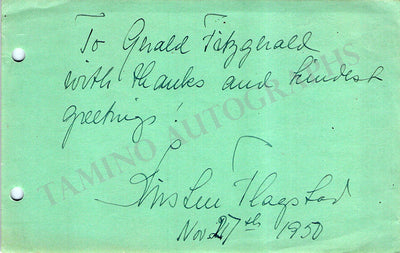 To Gerald Fitzgerald
with thanks and kindest
greetings!
Kirsten Flagstad
Nov 27th 1950
TAMINO AUTOGRAPHS